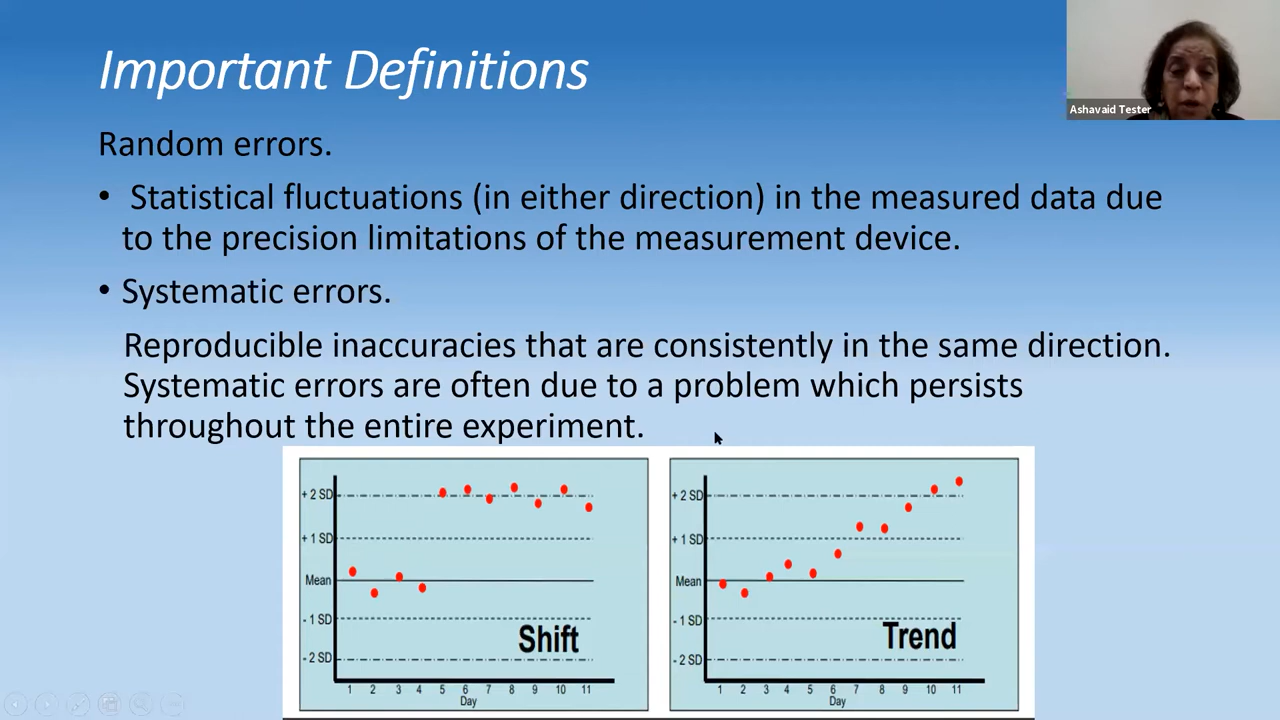 Important Definitions
Ashavaid Tester
Random errors.
• Statistical fluctuations (in either direction) in the measured data due
to the precision limitations of the measurement device.
• Systematic errors.
Reproducible inaccuracies that are consistently in the same direction.
Systematic errors are often due to a problem which persists
throughout the entire experiment.
+ 2 SD
+ 1 SD
Mean
- 1 SD
- 2 SD
Shift
1 2 3 4 5 6 7 8 9 10 11
Day
+ 2 SD
+ 1 SD
Mean
- 1 SD
- 2 SD
Trend
1 2 3 4 5 6 7 8 9 10 11
Day